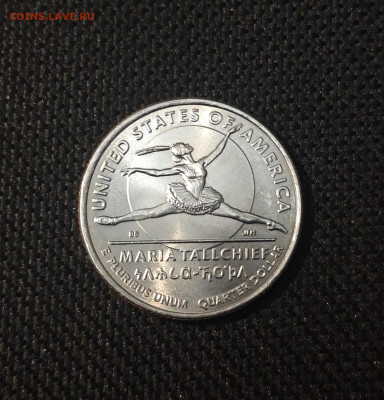 COINS.LAVE.RU
UNITED STATES OF AMERICA
MARIA TALLCHIEF
E PLURIBUS UNUM QUARTER DOLLAR